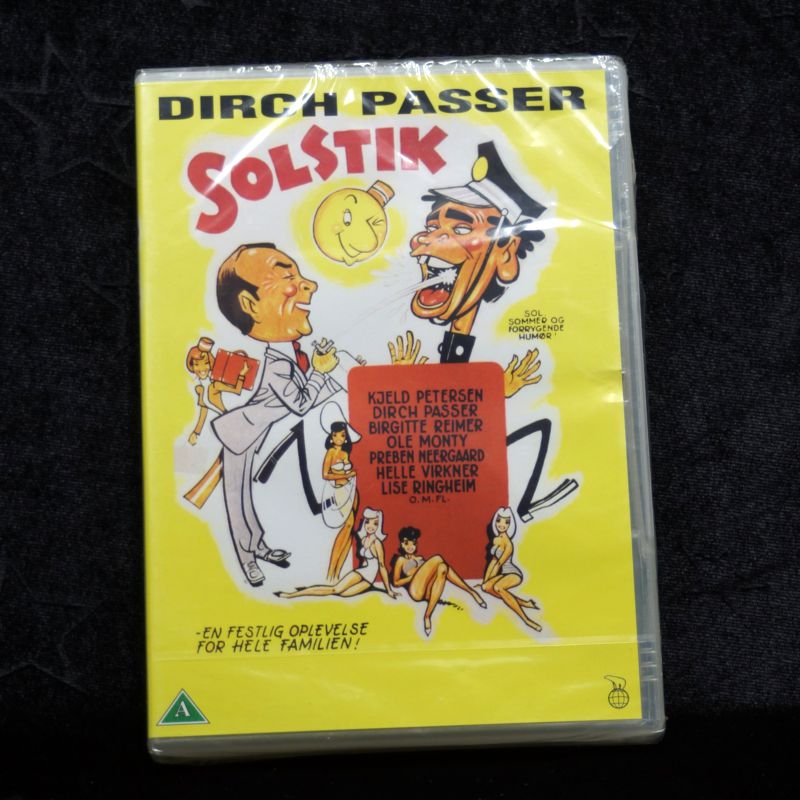 DIRCH PASSER
SOLSTIK
SOL
SOMMER OG
FORRYGENDE
HUMØR!
KJELD PETERSEN
DIRCH PASSER
BIRGITTE REIMER
OLE MONTY
PREBEN NEERGAARD
HELLE VIRKNER
LISE RINGHEIM
O.M.FL.
-EN FESTLIG OPLEVELSE
FOR HELE FAMILIEN!
A